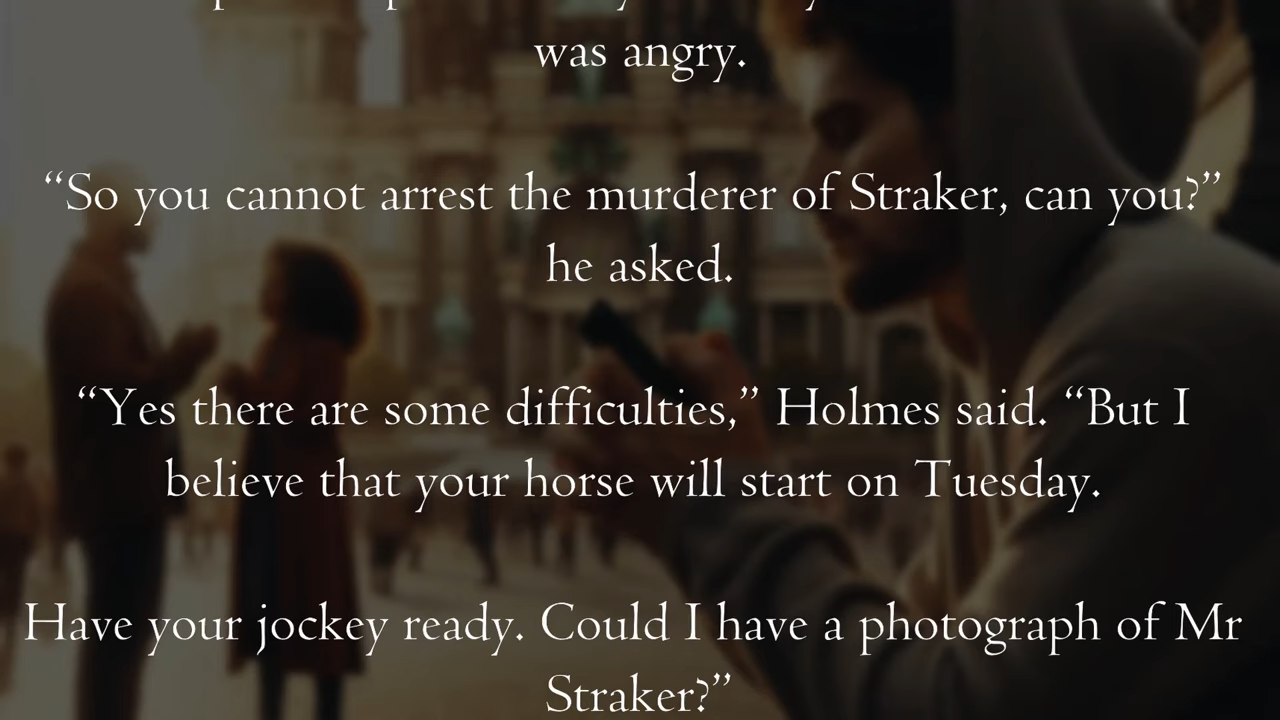 was angry.
“So you cannot arrest the murderer of Straker, can you?”
he asked.
“Yes there are some difficulties,” Holmes said. “But I
believe that your horse will start on Tuesday.
Have your jockey ready. Could I have a photograph of Mr
Straker?”